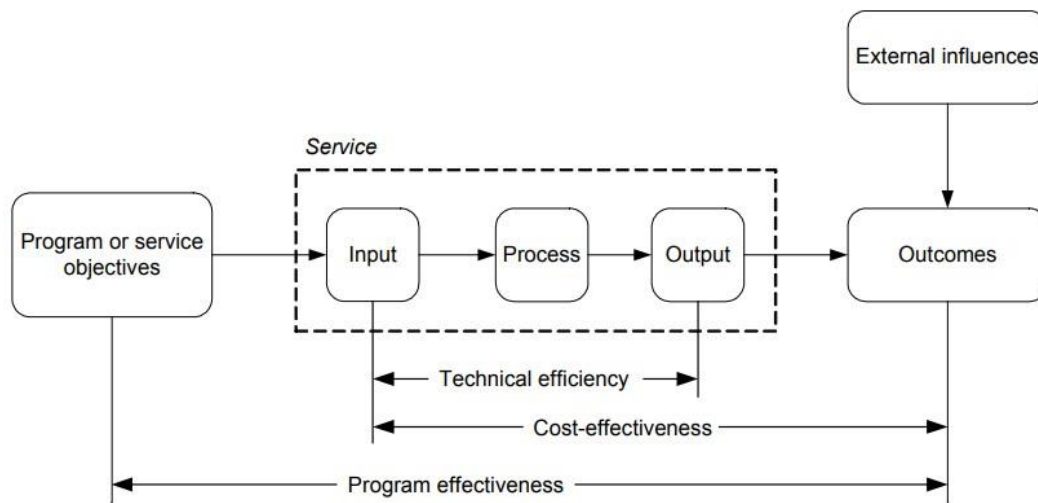 External influences
Service
Program or service
objectives
Input
Process
Output
Outcomes
Technical efficiency
Cost-effectiveness
Program effectiveness